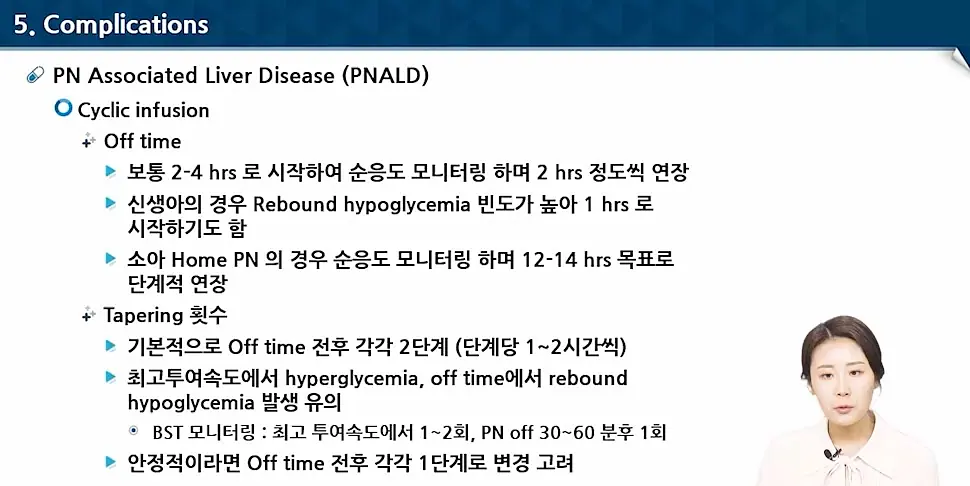 5. Complications
PN Associated Liver Disease (PNALD)
Cyclic infusion
Off time
보통 2-4 hrs 로 시작하여 순응도 모니터링 하며 2 hrs 정도씩 연장
신생아의 경우 Rebound hypoglycemia 빈도가 높아 1 hrs 로
시작하기도 함
소아 Home PN 의 경우 순응도 모니터링 하며 12-14 hrs 목표로
단계적 연장
Tapering 횟수
기본적으로 Off time 전후 각각 2단계 (단계당 1~2시간씩)
최고투여속도에서 hyperglycemia, off time에서 rebound
hypoglycemia 발생 유의
BST 모니터링 : 최고 투여속도에서 1~2회, PN off 30~60 분후 1회
안정적이라면 Off time 전후 각각 1단계로 변경 고려